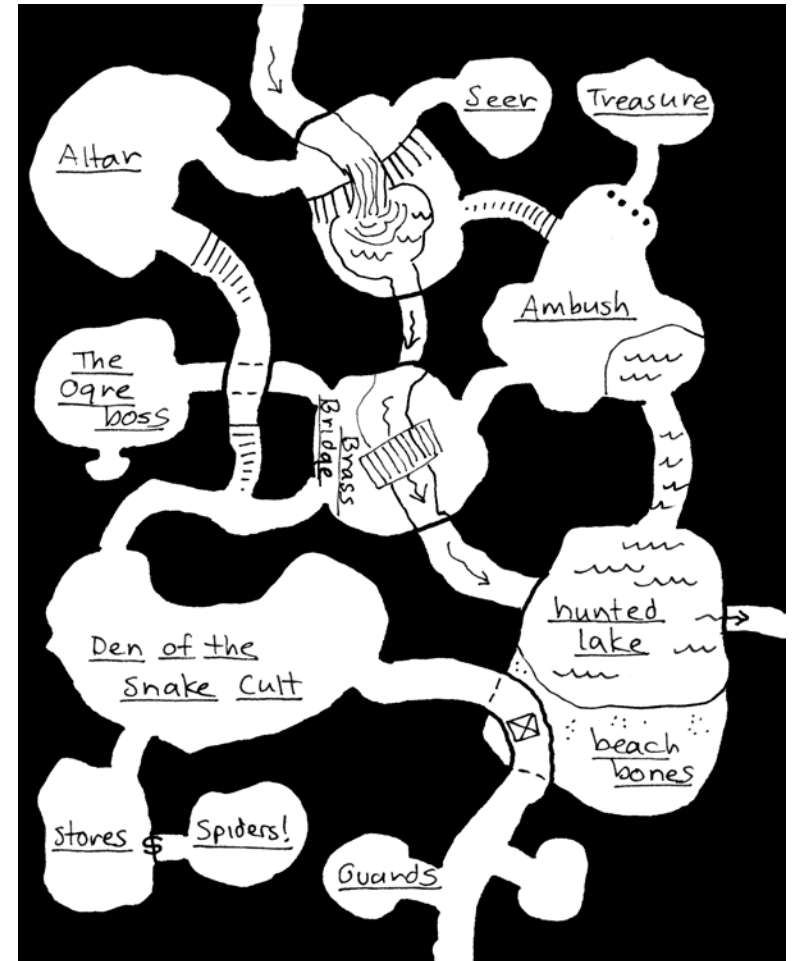 Seer
Treasure
Altar
Ambush
The
Ogre
boss
Brass
Bridge
hunted
lake
Den of the
Snake Cult
beach
bones
Stores
S
Spiders!
Guards